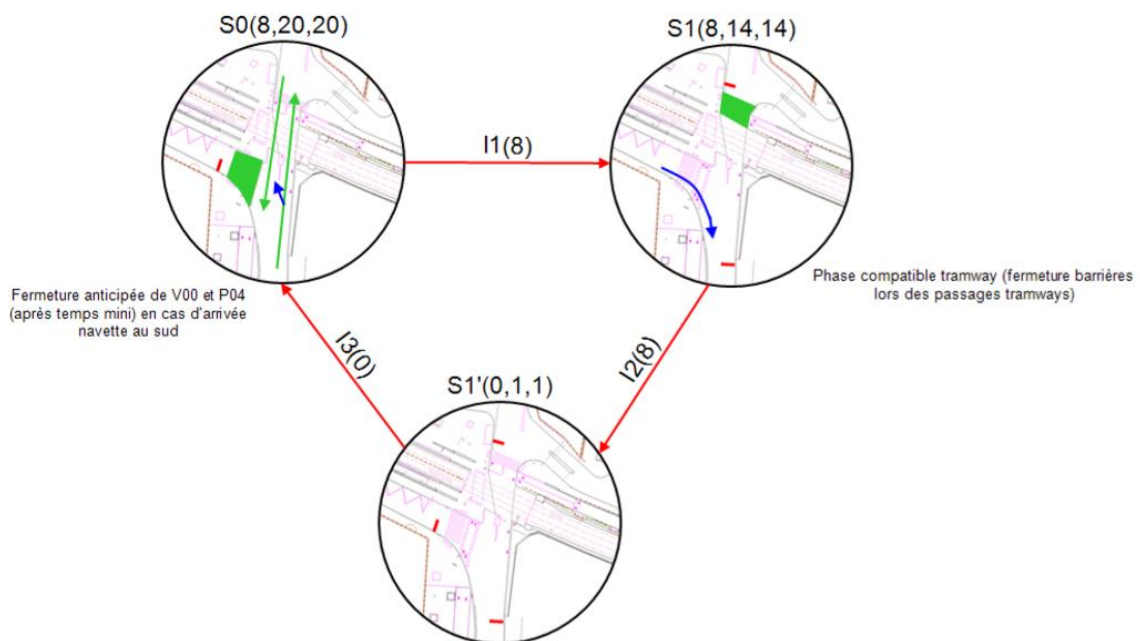 S0(8,20,20)
S1(8,14,14)
I1(8)
Fermeture anticipée de V00 et P04
(après temps mini) en cas d'arrivée
navette au sud
Phase compatible tramway (fermeture barrières
lors des passages tramways)
I3(0)
I2(8)
S1'(0,1,1)